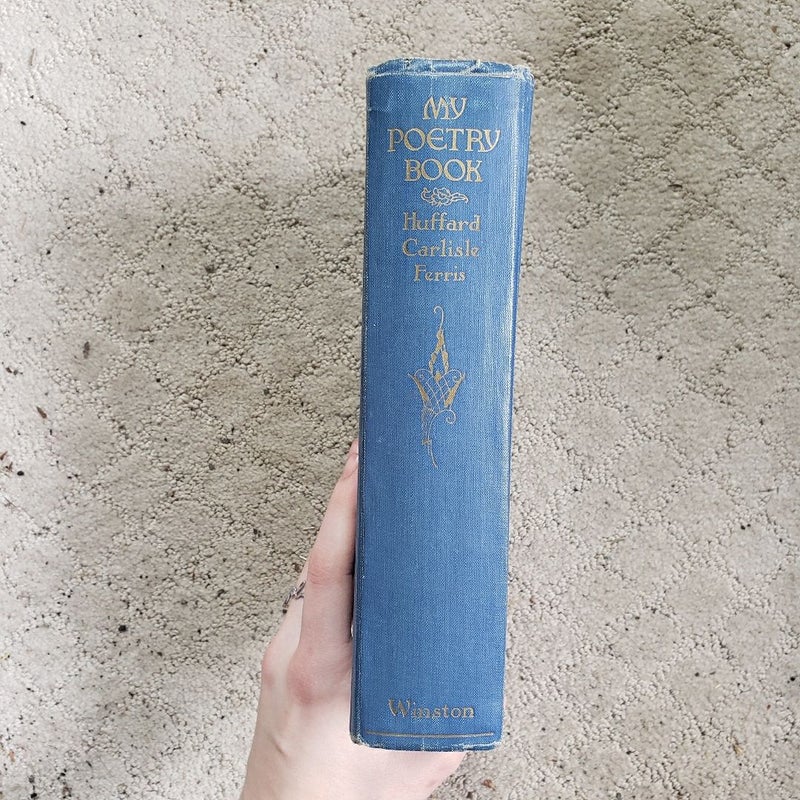 MY
POETRY
BOOK
Huffard
Carlisle
Ferris
Winston